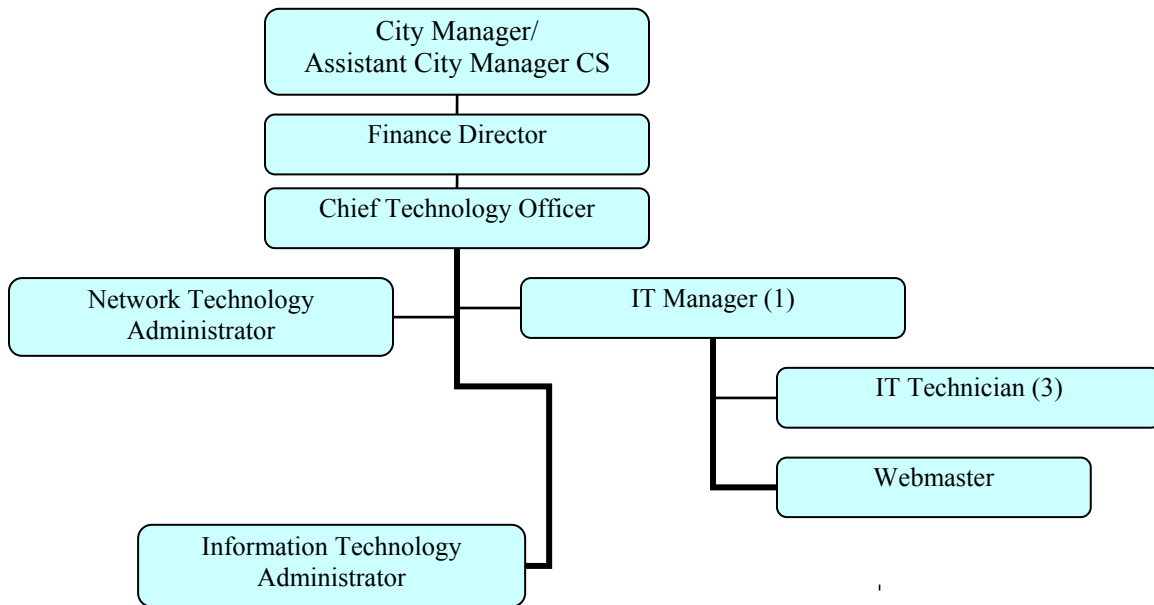 City Manager/
Assistant City Manager CS
Finance Director
Chief Technology Officer
Network Technology
Administrator
IT Manager (1)
IT Technician (3)
Webmaster
Information Technology
Administrator